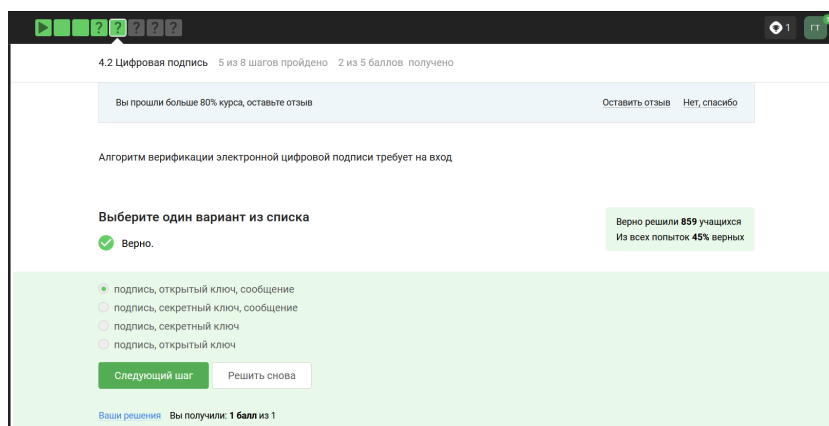 ? ? ? ? ?
1
ГТ
4.2 Цифровая подпись 5 из 8 шагов пройдено 2 из 5 баллов получено
Вы прошли больше 80% курса, оставьте отзыв Оставить отзыв Нет, спасибо
Алгоритм верификации электронной цифровой подписи требует на вход
Выберите один вариант из списка
Верно.
Верно решили 859 учащихся
Из всех попыток 45% верных
подпись, открытый ключ, сообщение
подпись, секретный ключ, сообщение
подпись, секретный ключ
подпись, открытый ключ
Следующий шаг Решить снова
Ваши решения Вы получили: 1 балл из 1